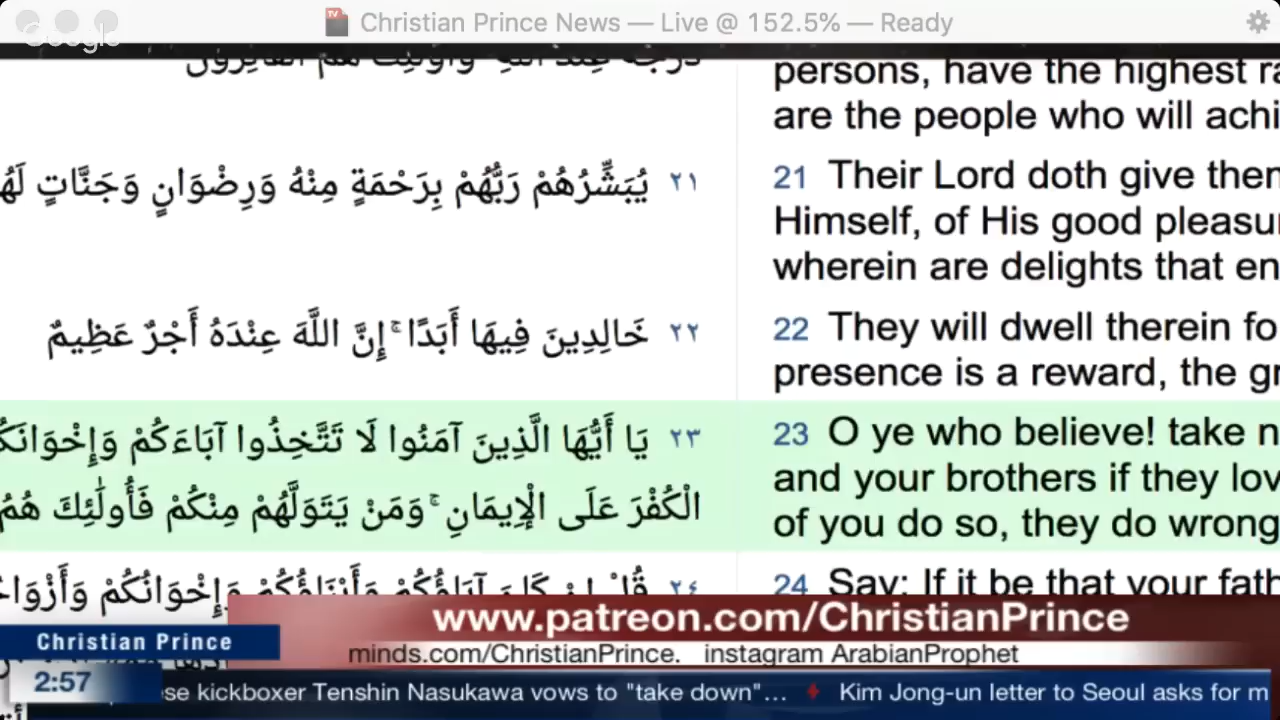 Christian Prince News — Live @ 152.5% — Ready
Google
persons, have the highest
are the people who will achi
٢١ يُبَشِّرُهُمْ رَبُّهُمْ بِرَحْمَةٍ مِنْهُ وَرِضْوَانٍ وَجَنَّاتٍ لَهُ
21 Their Lord doth give then
Himself, of His good pleasu
wherein are delights that en
٢٢ خَالِدِينَ فِيهَا أَبَدًا ۚ إِنَّ اللَّهَ عِنْدَهُ أَجْرٌ عَظِيمٌ
22 They will dwell therein fo
presence is a reward, the gr
٢٣ يَا أَيُّهَا الَّذِينَ آمَنُوا لَا تَتَّخِذُوا آبَاءَكُمْ وَإِخْوَانَكُ
الْكُفْرَ عَلَى الْإِيمَانِ ۚ وَمَنْ يَتَوَلَّهُمْ مِنْكُمْ فَأُولَٰئِكَ هُمُ
23 O ye who believe! take n
and your brothers if they lov
of you do so, they do wrong
٢٤ وَإِخْوَانُكُمْ
24 Say: If it be that your fath
www.patreon.com/ChristianPrince
Christian Prince
minds.com/ChristianPrince. instagram ArabianProphet
2:57
ese kickboxer Tenshin Nasukawa vows to "take down"... Kim Jong-un letter to Seoul asks for m